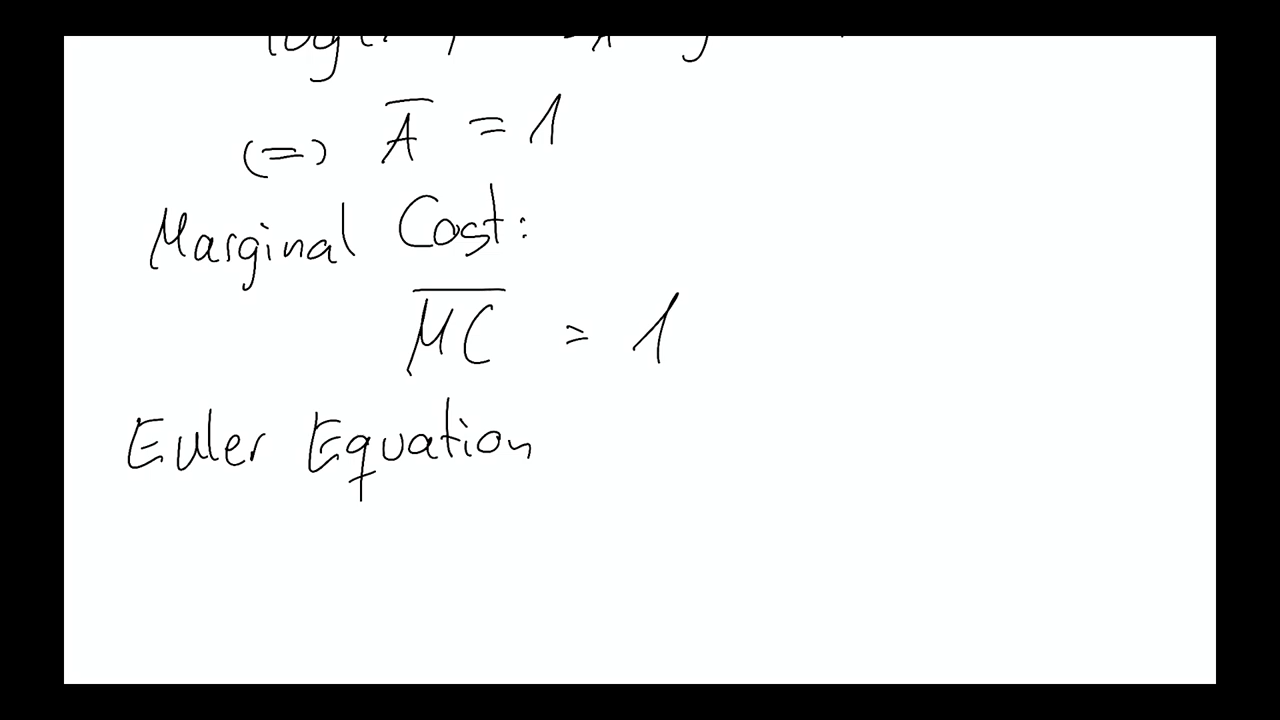 (=) A̅ = 1
Marginal Cost:
M̅C̅ = 1
Euler Equation